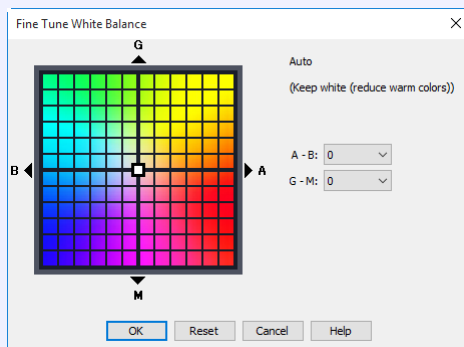 Fine Tune White Balance
G
Auto
(Keep white (reduce warm colors))
A - B: 0
B A
G - M: 0
M
OK Reset Cancel Help